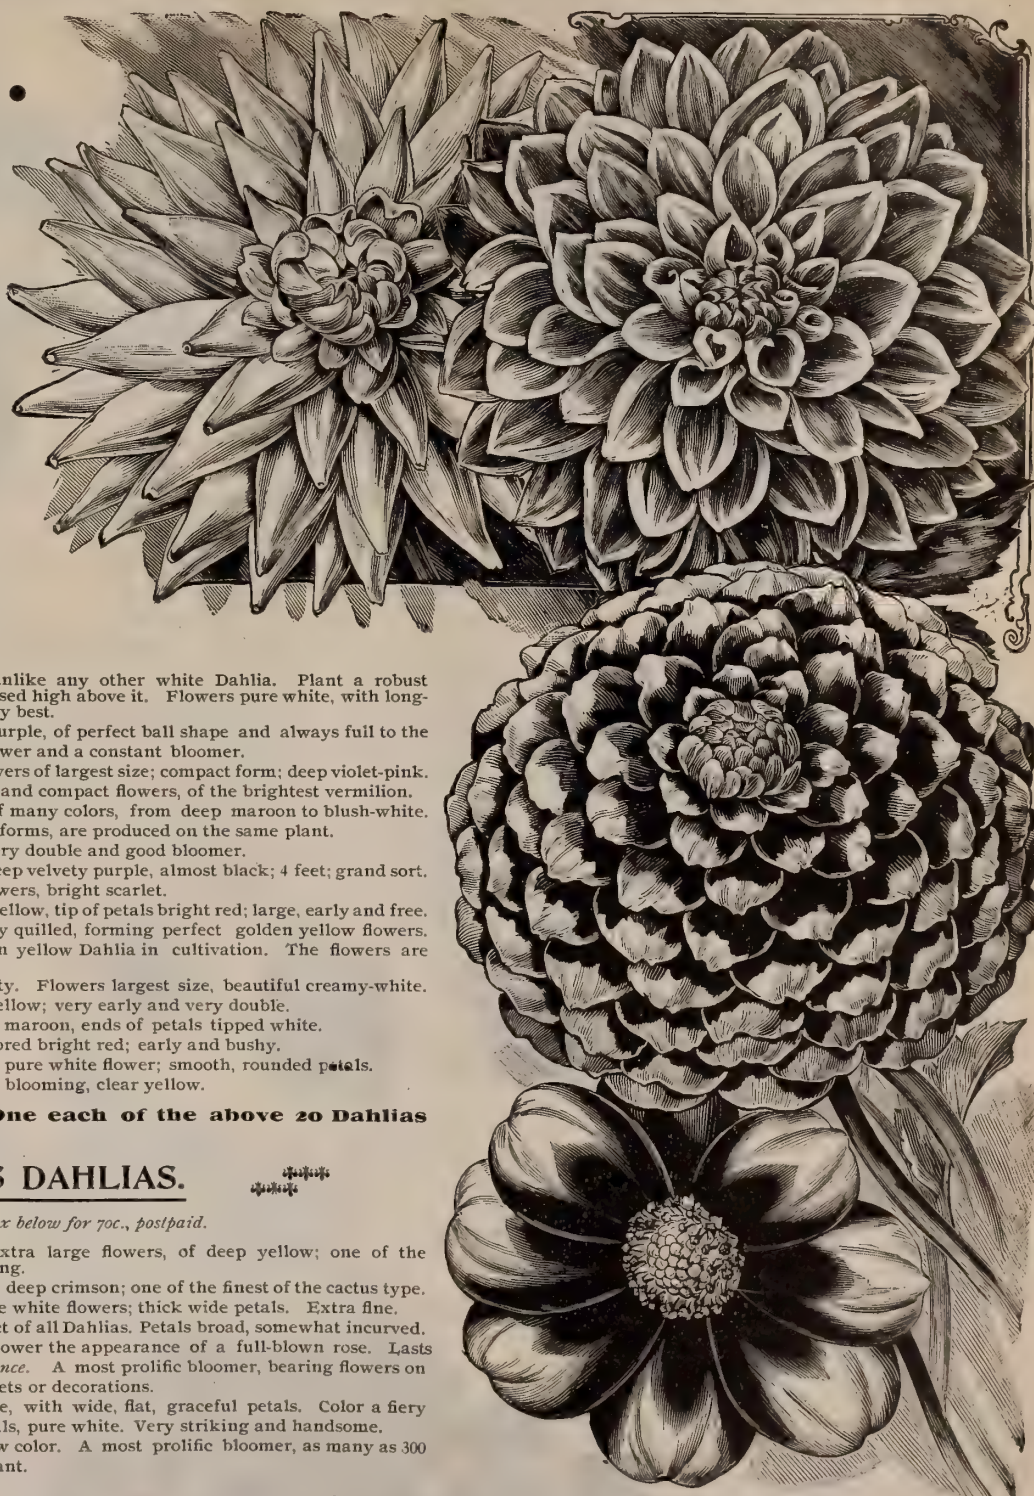 nlike any other white Dahlia. Plant a robust
sed high above it. Flowers pure white, with long-
y best.
urple, of perfect ball shape and always full to the
wer and a constant bloomer.
ers of largest size; compact form; deep violet-pink.
and compact flowers, of the brightest vermilion.
f many colors, from deep maroon to blush-white.
forms, are produced on the same plant.
ry double and good bloomer.
eep velvety purple, almost black; 4 feet; grand sort.
wers, bright scarlet.
ellow, tip of petals bright red; large, early and free.
y quilled, forming perfect golden yellow flowers.
n yellow Dahlia in cultivation. The flowers are
ty. Flowers largest size, beautiful creamy-white.
ellow; very early and very double.
maroon, ends of petals tipped white.
ored bright red; early and bushy.
pure white flower; smooth, rounded petals.
blooming, clear yellow.
One each of the above 20 Dahlias
S DAHLIAS.
x below for 70c., postpaid.
xtra large flowers, of deep yellow; one of the
ng.
deep crimson; one of the finest of the cactus type.
e white flowers; thick wide petals. Extra fine.
t of all Dahlias. Petals broad, somewhat incurved.
ower the appearance of a full-blown rose. Lasts
nce. A most prolific bloomer, bearing flowers on
ets or decorations.
e, with wide, flat, graceful petals. Color a fiery
ls, pure white. Very striking and handsome.
w color. A most prolific bloomer, as many as 300
ant.